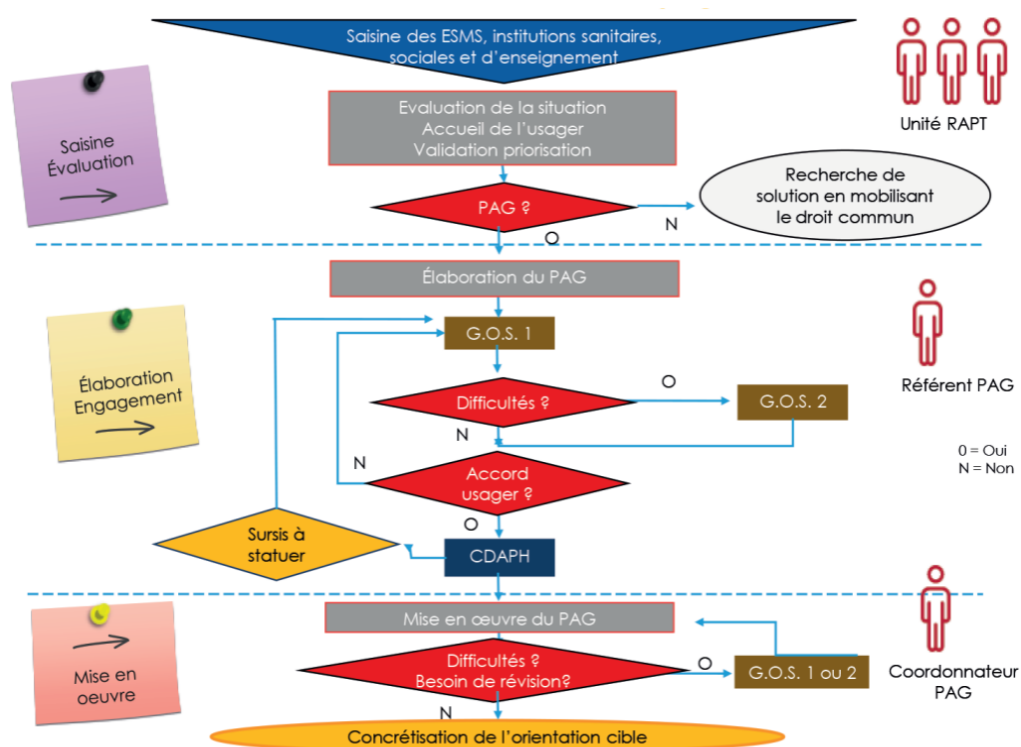 Saisine des ESMS, institutions sanitaires,
sociales et d'enseignement
Unité RAPT
Saisine
Évaluation
Evaluation de la situation
Accueil de l'usager
Validation priorisation
PAG ?
N
O
Recherche de
solution en mobilisant
le droit commun
Élaboration du PAG
G.O.S. 1
Élaboration
Engagement
Difficultés ?
O
G.O.S. 2
Référent PAG
N
0 = Oui
N = Non
N
Accord
usager ?
O
Sursis à
statuer
CDAPH
Mise en œuvre du PAG
Mise en
oeuvre
Difficultés ?
Besoin de révision?
O
G.O.S. 1 ou 2
Coordonnateur
PAG
N
Concrétisation de l'orientation cible